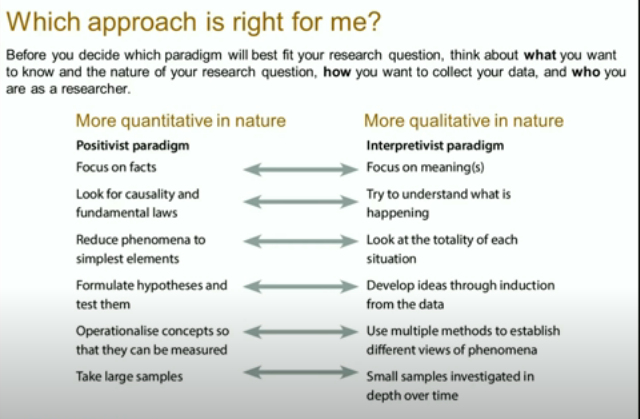 Which approach is right for me?
Before you decide which paradigm will best fit your research question, think about what you want
to know and the nature of your research question, how you want to collect your data, and who you
are as a researcher.
More quantitative in nature
Positivist paradigm
Focus on facts
Look for causality and
fundamental laws
Reduce phenomena to
simplest elements
Formulate hypotheses and
test them
Operationalise concepts so
that they can be measured
Take large samples
More qualitative in nature
Interpretivist paradigm
Focus on meaning(s)
Try to understand what is
happening
Look at the totality of each
situation
Develop ideas through induction
from the data
Use multiple methods to establish
different views of phenomena
Small samples investigated in
depth over time